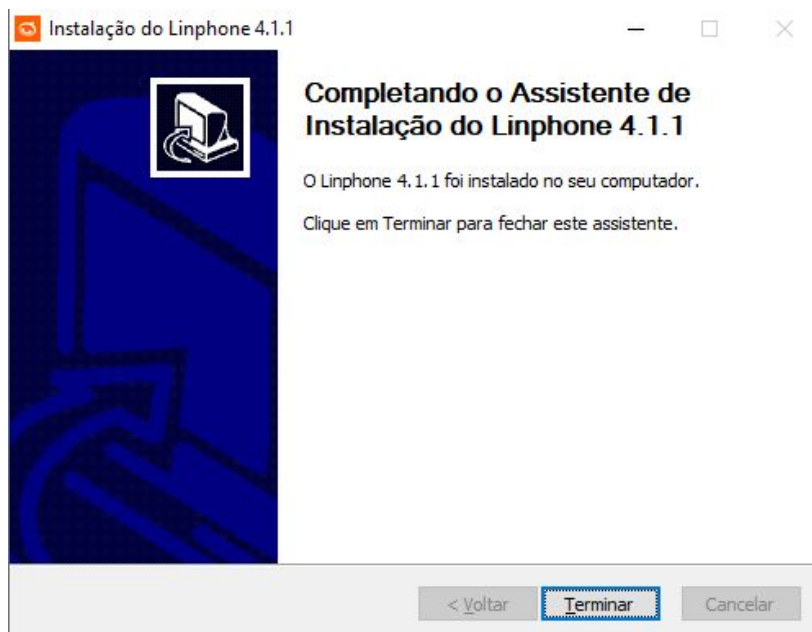 Instalação do Linphone 4.1.1
Completando o Assistente de
Instalação do Linphone 4.1.1
O Linphone 4.1.1 foi instalado no seu computador.
Clique em Terminar para fechar este assistente.
< Voltar
Terminar
Cancelar